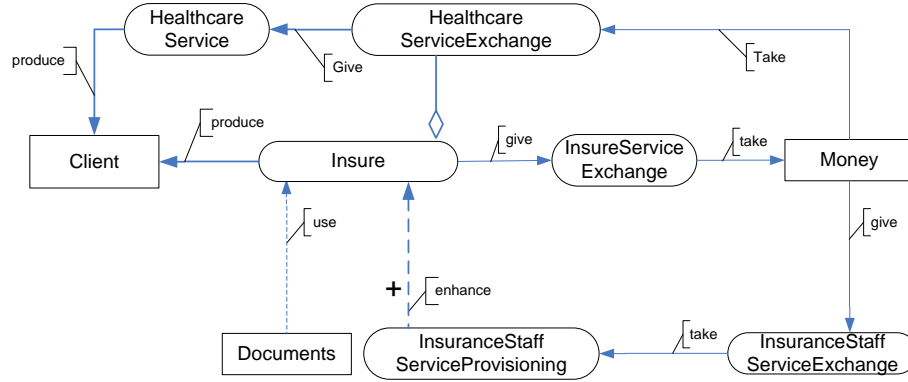 Healthcare
Service
Healthcare
ServiceExchange
produce
Give
Take
produce
Client
Insure
give
InsureService
Exchange
take
Money
use
give
+
enhance
Documents
InsuranceStaff
ServiceProvisioning
take
InsuranceStaff
ServiceExchange